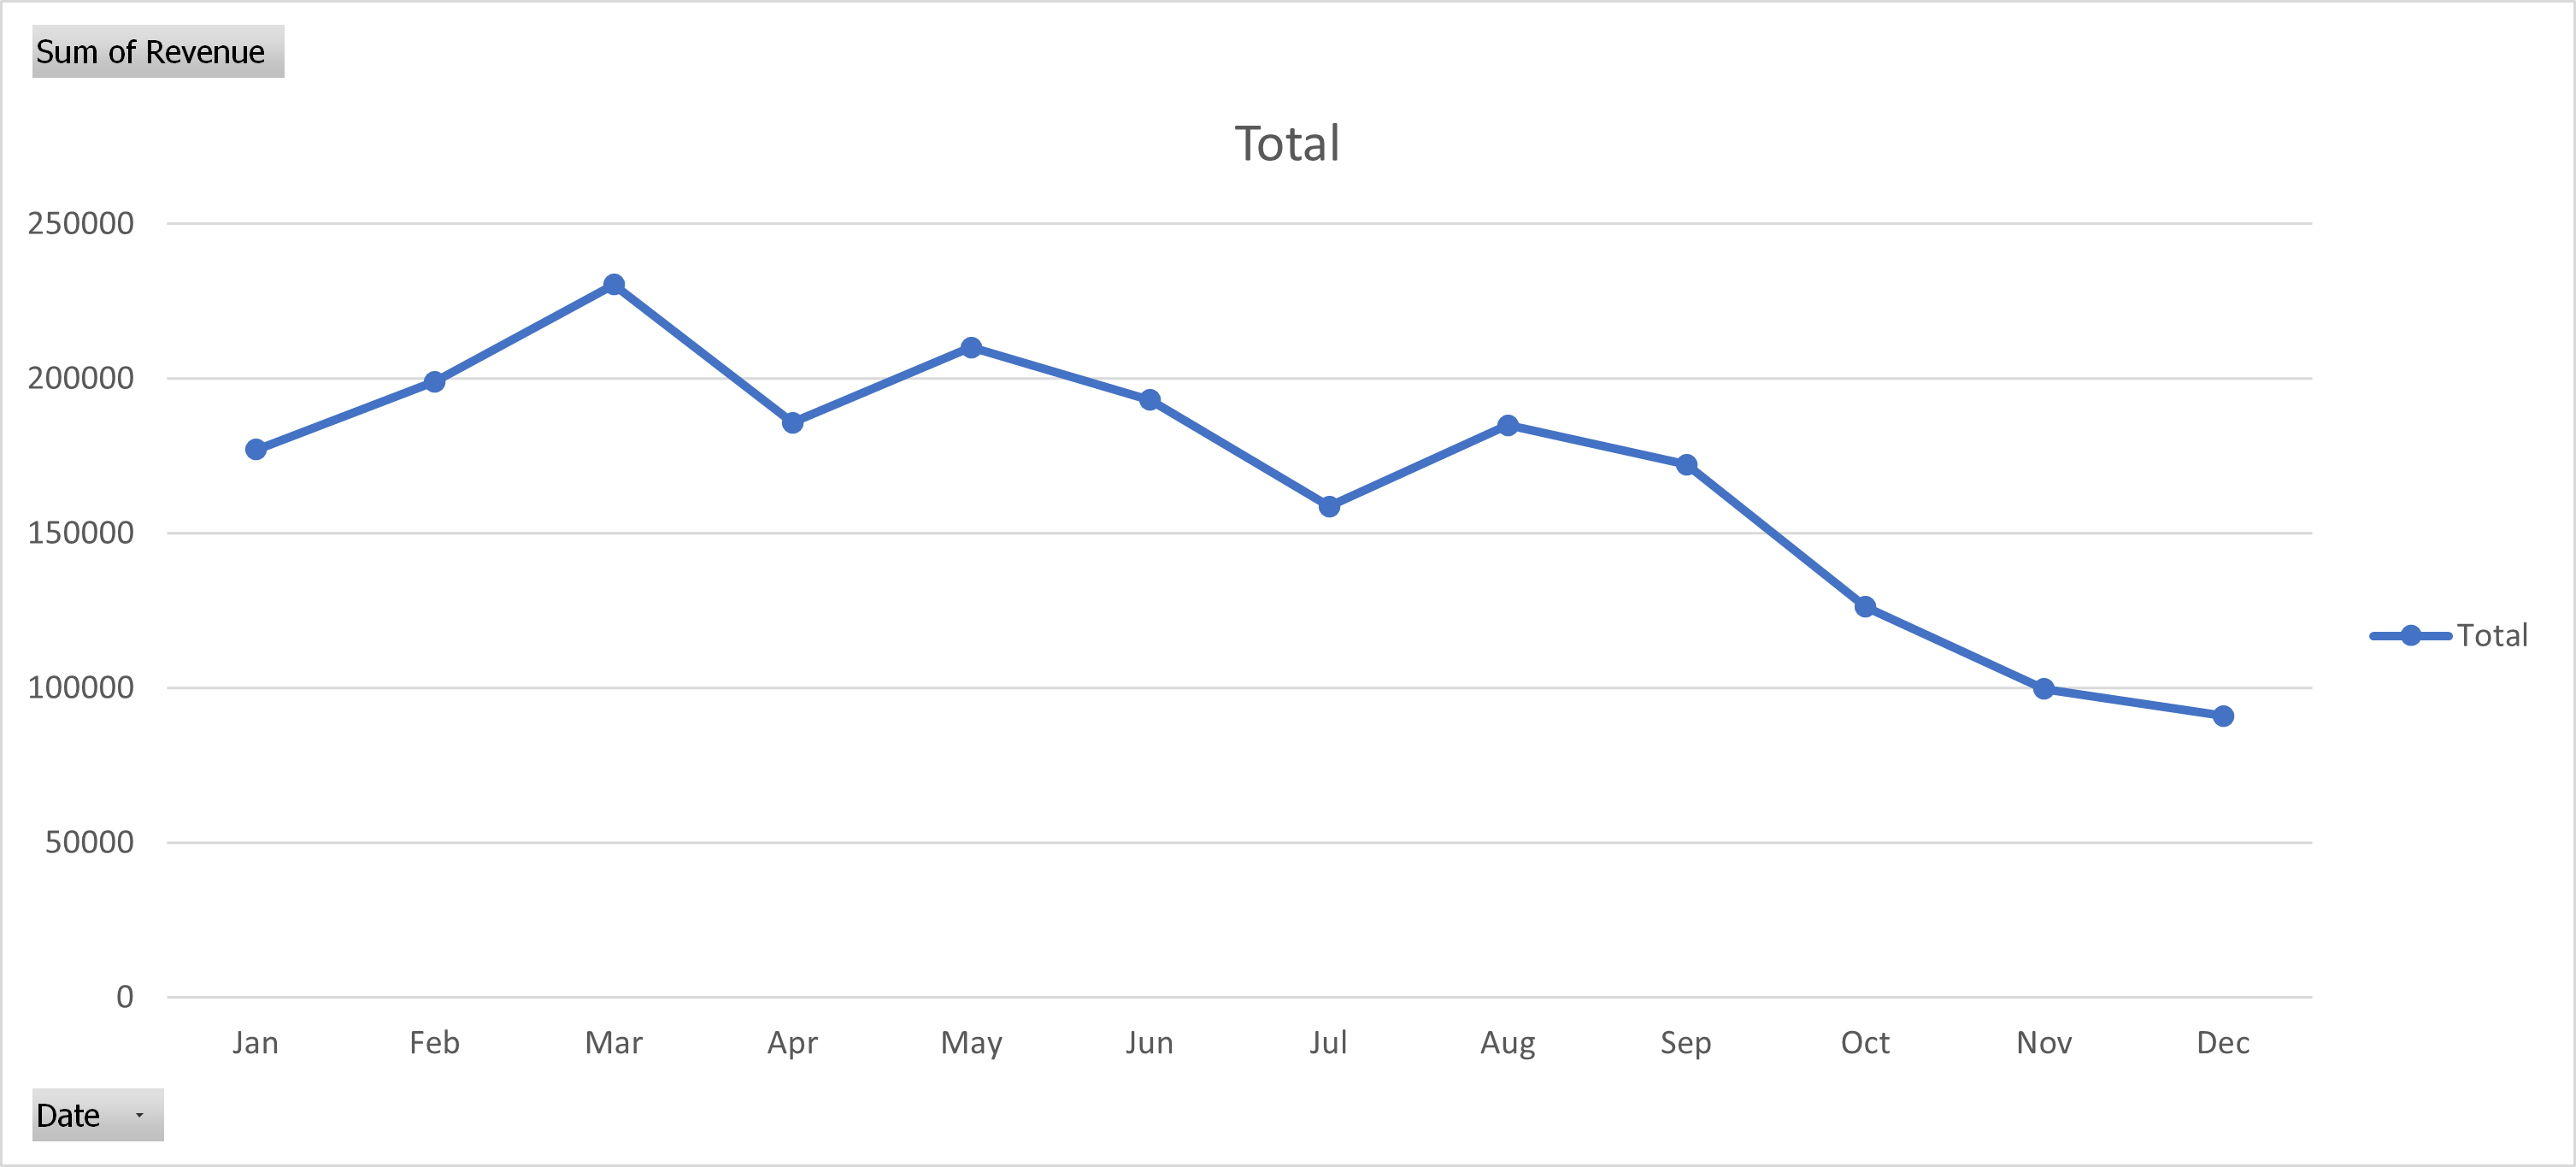 Sum of Revenue
Total
250000
200000
150000
100000
50000
0
Total
Jan Feb Mar Apr May Jun Jul Aug Sep Oct Nov Dec
Date